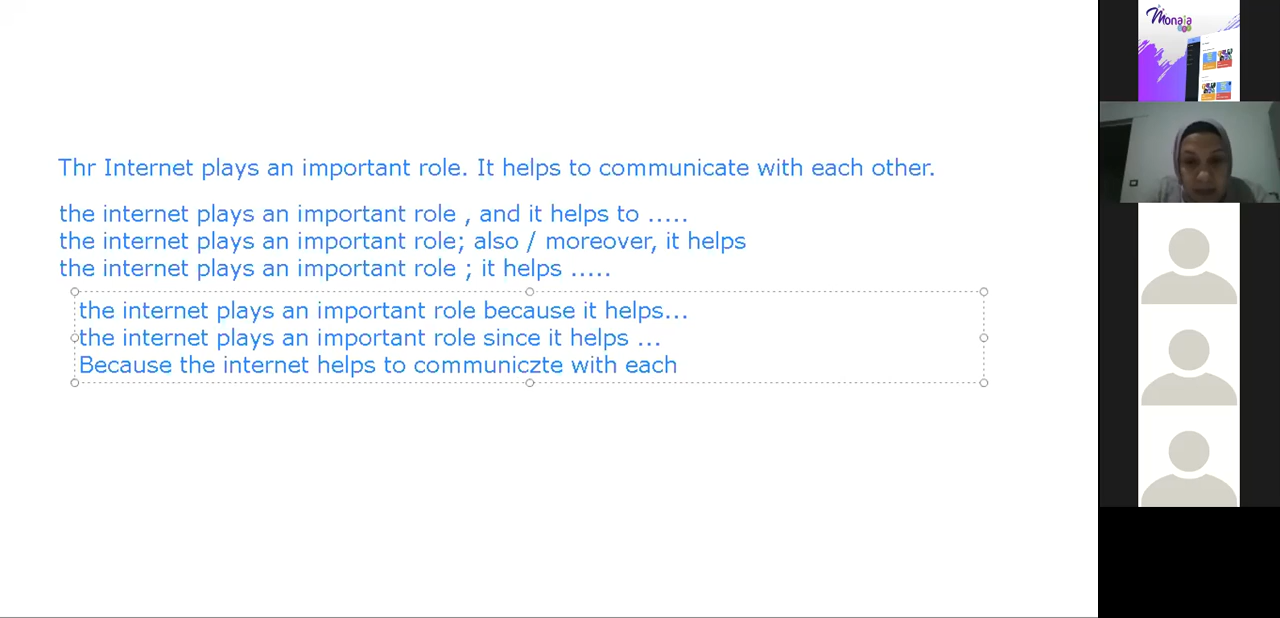 Thr Internet plays an important role. It helps to communicate with each other.
the internet plays an important role , and it helps to .....
the internet plays an important role; also / moreover, it helps
the internet plays an important role ; it helps .....
the internet plays an important role because it helps...
the internet plays an important role since it helps ...
Because the internet helps to communiczte with each
Monaia